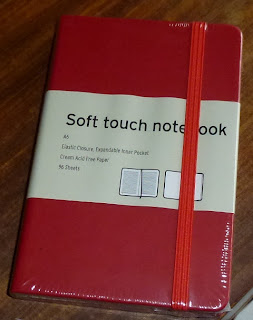 Soft touch notebook
A6
Elastic Closure, Expandable Inner Pocket
Cream Acid Free Paper
96 Sheets